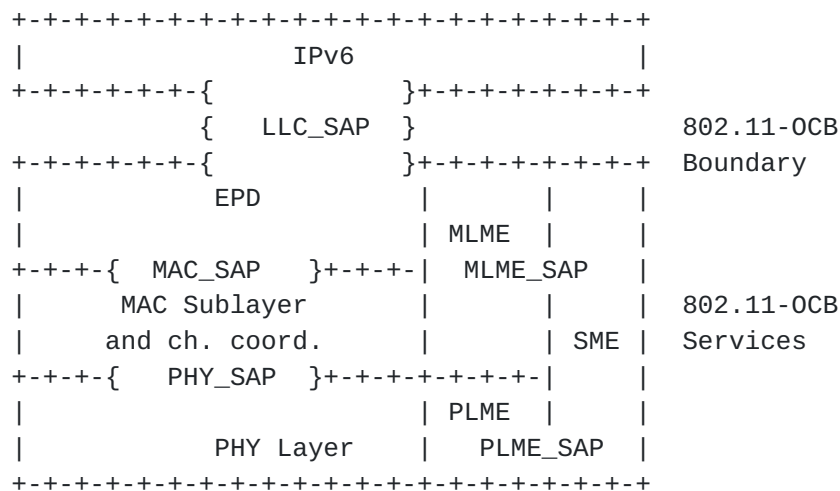 +-+-+-+-+-+-+-+-+-+-+-+-+-+-+-+-+-+-+-+-+
|                 IPv6                  |
+-+-+-+-+-+-{            }+-+-+-+-+-+-+-+
            {   LLC_SAP  }                 802.11-OCB
+-+-+-+-+-+-{            }+-+-+-+-+-+-+-+  Boundary
|            EPD          |       |     |
|                         | MLME  |     |
+-+-+-{  MAC_SAP   }+-+-+-|  MLME_SAP   |
|      MAC Sublayer       |       |     |  802.11-OCB
|     and ch. coord.      |       | SME |  Services
+-+-+-{   PHY_SAP  }+-+-+-+-+-+-+-|     |
|                         | PLME  |     |
|            PHY Layer    |   PLME_SAP  |
+-+-+-+-+-+-+-+-+-+-+-+-+-+-+-+-+-+-+-+-+